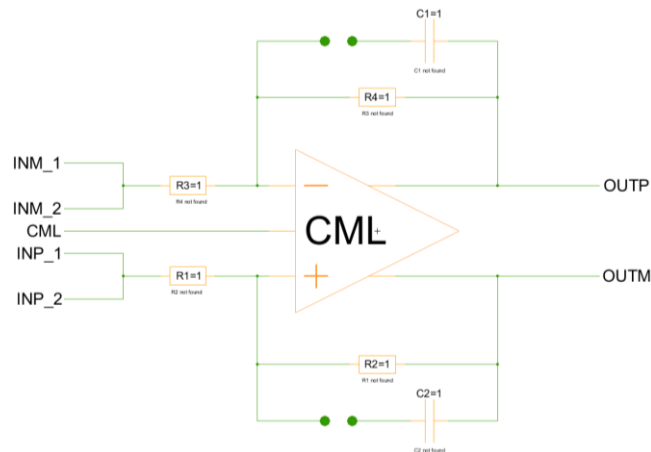 C1=1
C1 not found
R4=1
R3 not found
INM_1
R3=1
R4 not found
INM_2
OUTP
CML
CML
INP_1
R1=1
R2 not found
INP_2
OUTM
R2=1
R1 not found
C2=1
C2 not found